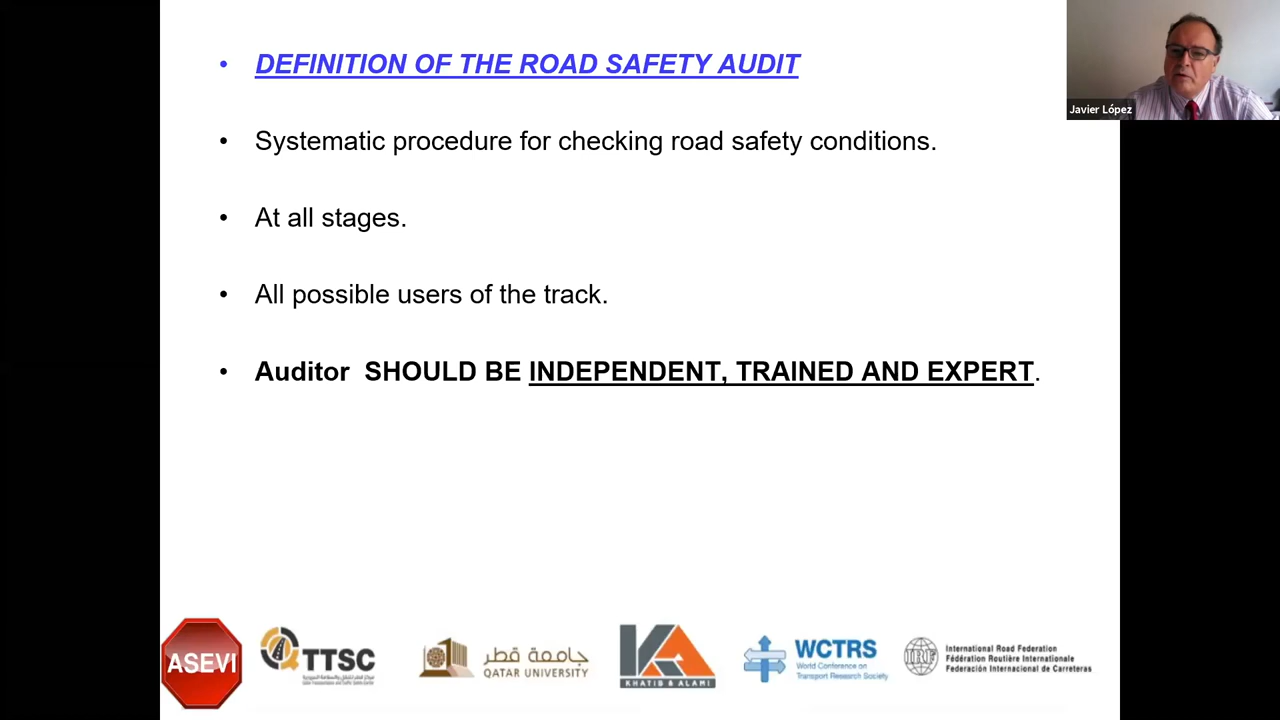 • DEFINITION OF THE ROAD SAFETY AUDIT
• Systematic procedure for checking road safety conditions.
• At all stages.
• All possible users of the track.
• Auditor SHOULD BE INDEPENDENT, TRAINED AND EXPERT.
Javier López
ASEVI
QTTSC
جامعة قطر
QATAR UNIVERSITY
KHATIB & ALAMI
WCTRS
World Conference on
Transport Research Society
IRF
International Road Federation
Fédération Routière Internationale
Federación Internacional de Carreteras